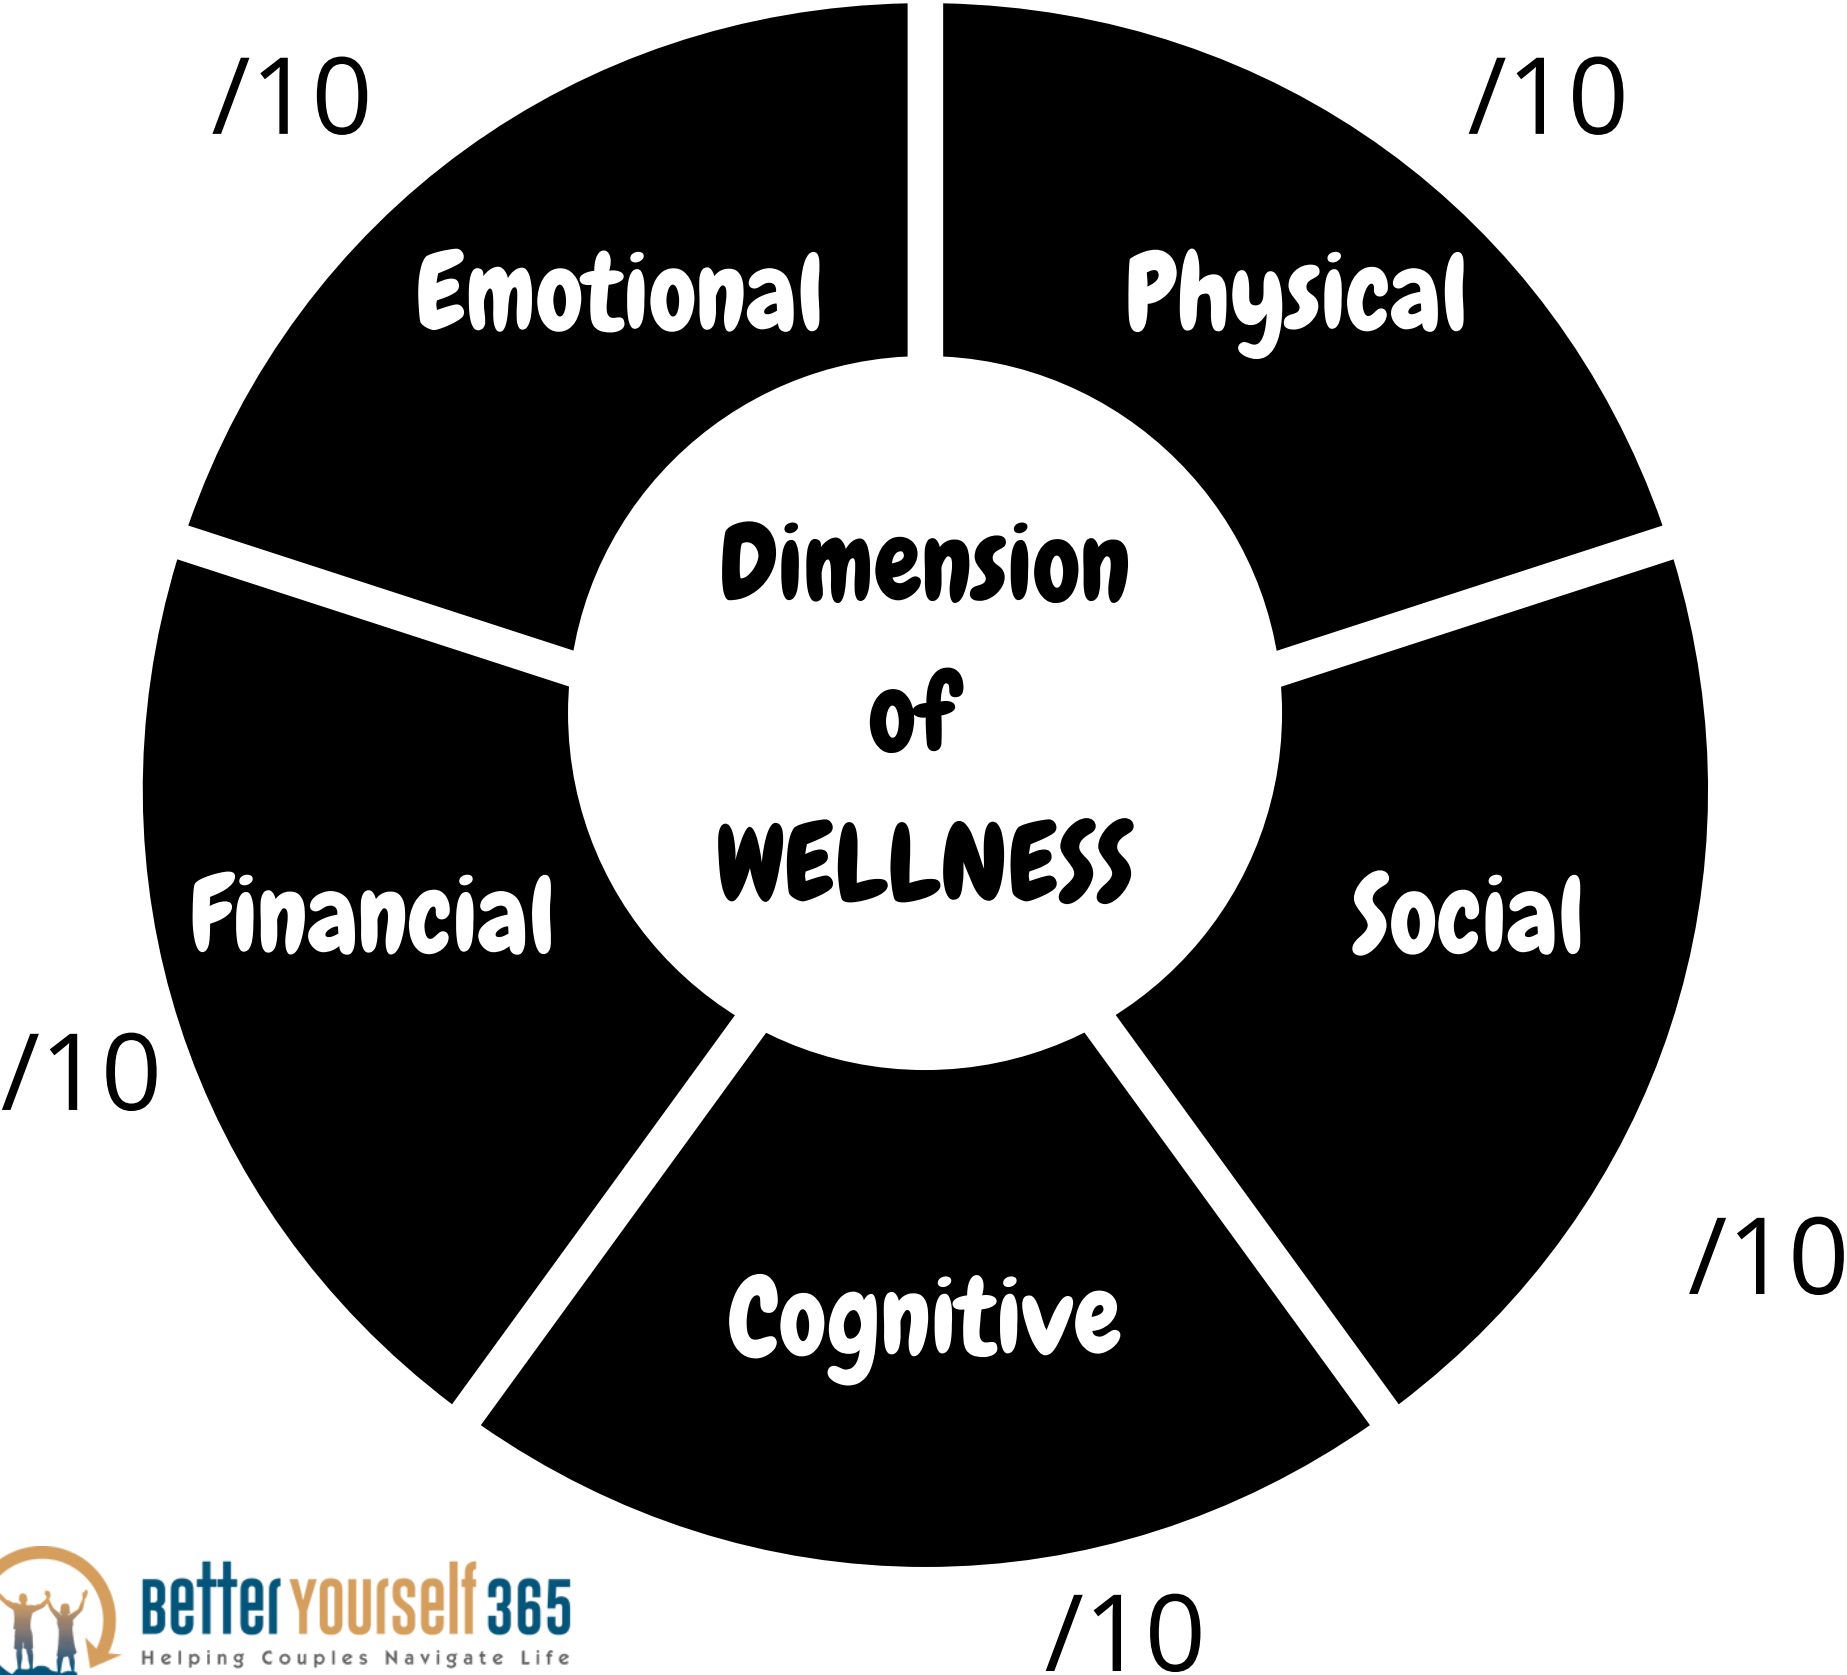 /10
/10
Emotional
Physical
Dimension
of
WELLNESS
Financial
Social
/10
/10
Cognitive
Better Yourself 365
Helping Couples Navigate Life
/10